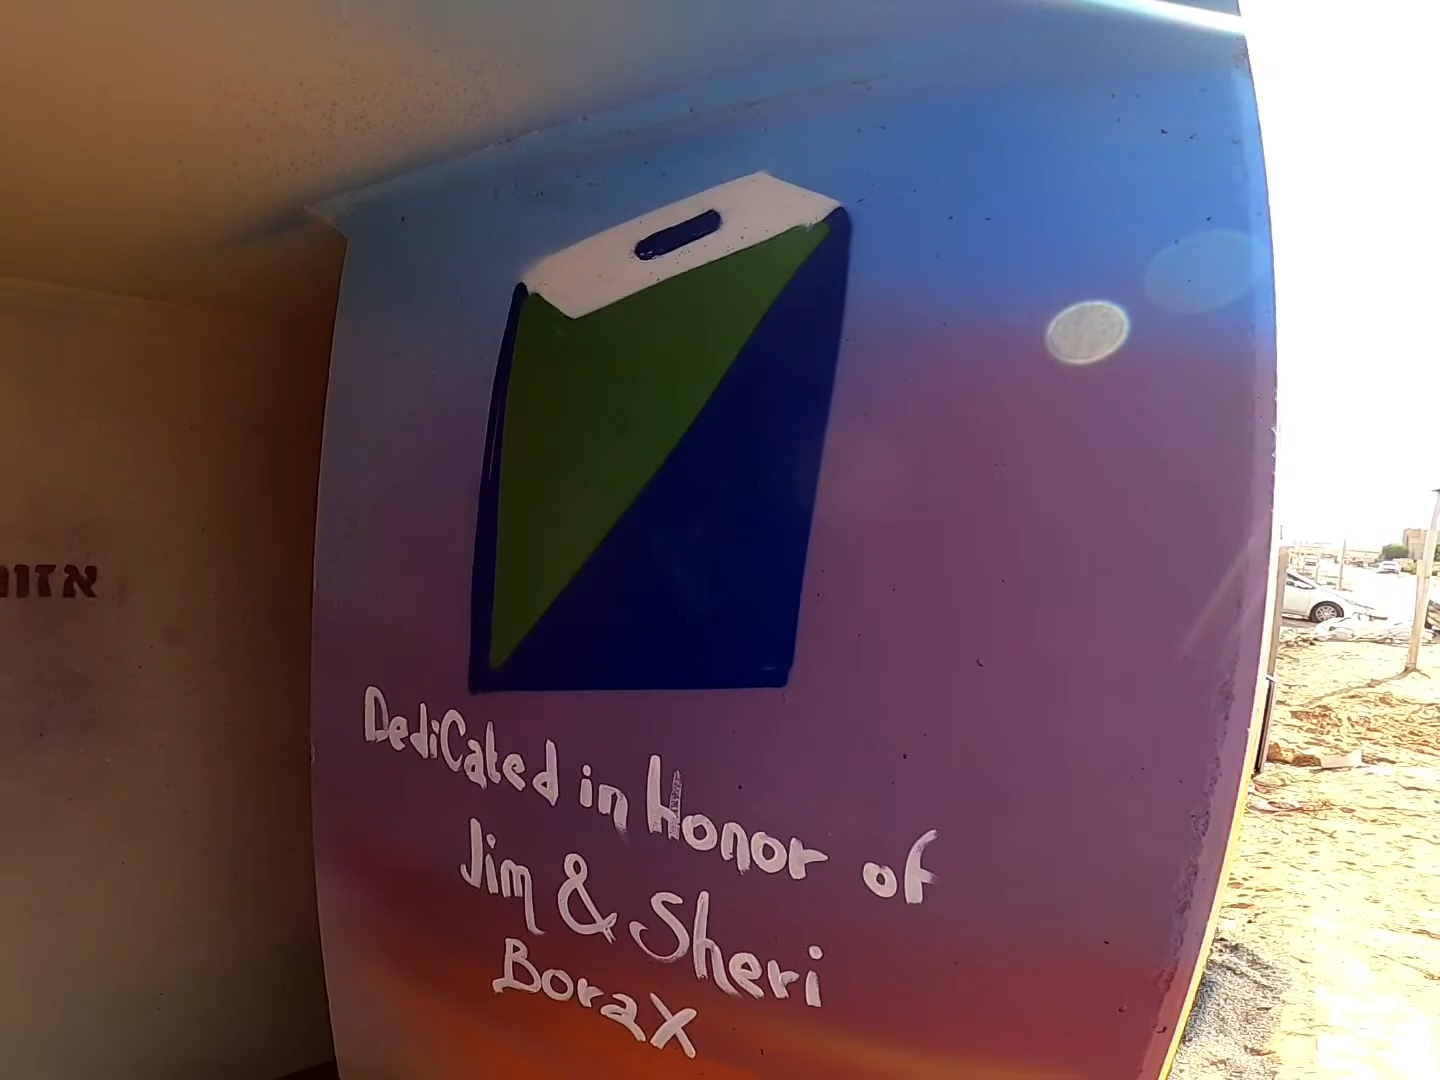 DediCated in Honor of
Jim & Sheri
BoraX